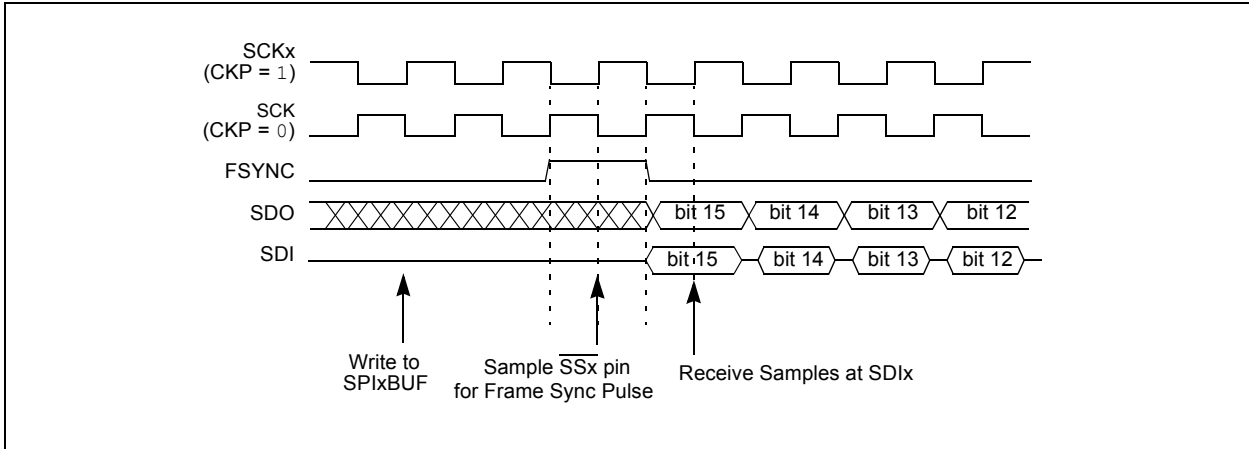 SCKx
(CKP = 1)
SCK
(CKP = 0)
FSYNC
SDO
bit 15 bit 14 bit 13 bit 12
SDI
bit 15 bit 14 bit 13 bit 12
Write to
SPIxBUF
Sample SSx pin
for Frame Sync Pulse
Receive Samples at SDIx